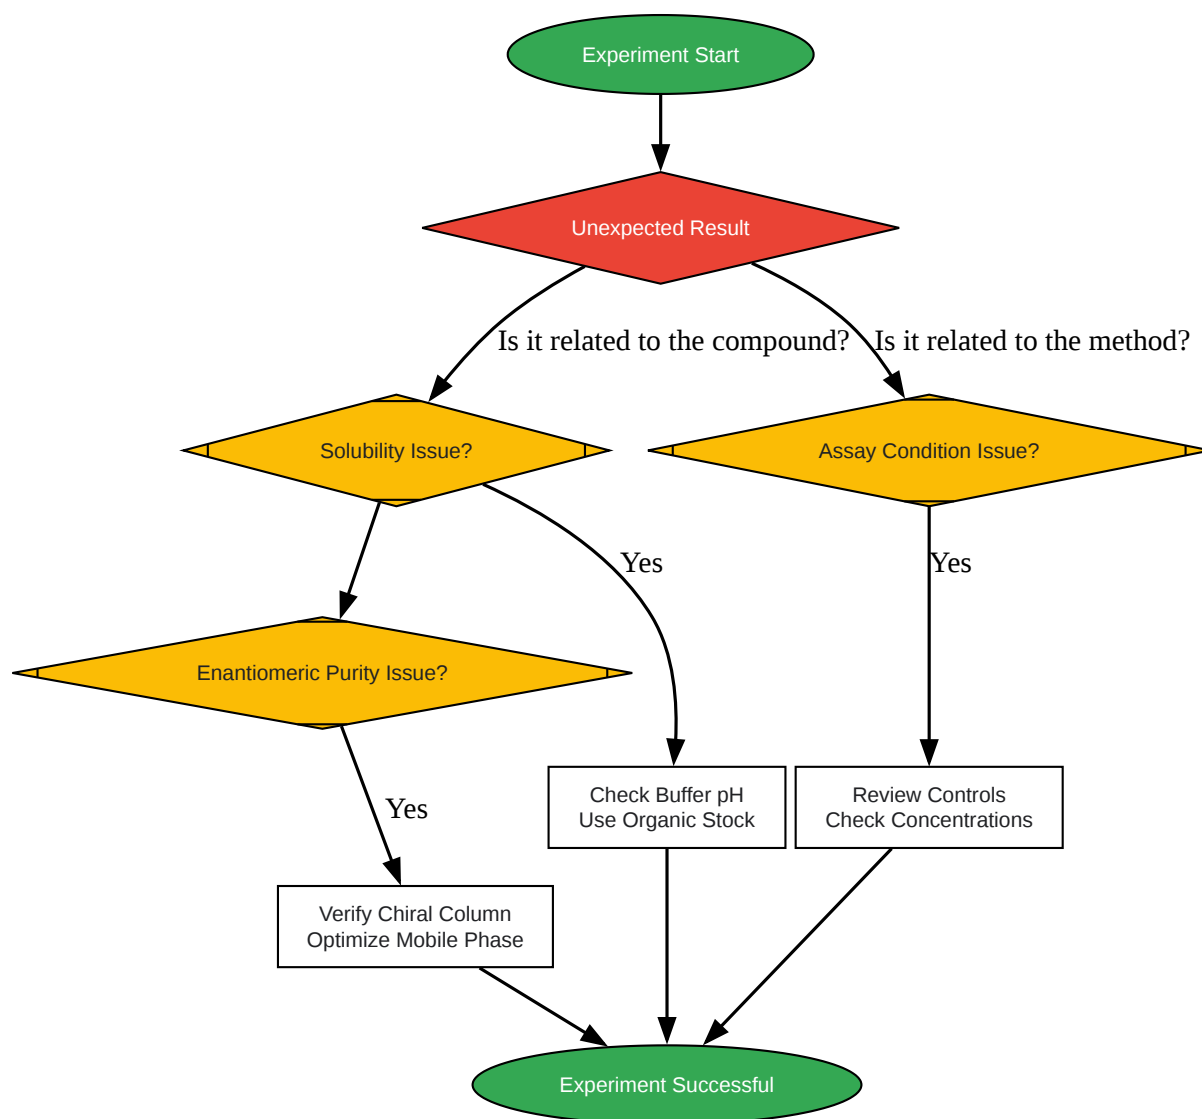 Experiment Start
Unexpected Result
Is it related to the compound?
Is it related to the method?
Solubility Issue?
Assay Condition Issue?
Yes
Yes
Enantiomeric Purity Issue?
Check Buffer pH
Use Organic Stock
Review Controls
Check Concentrations
Yes
Verify Chiral Column
Optimize Mobile Phase
Experiment Successful